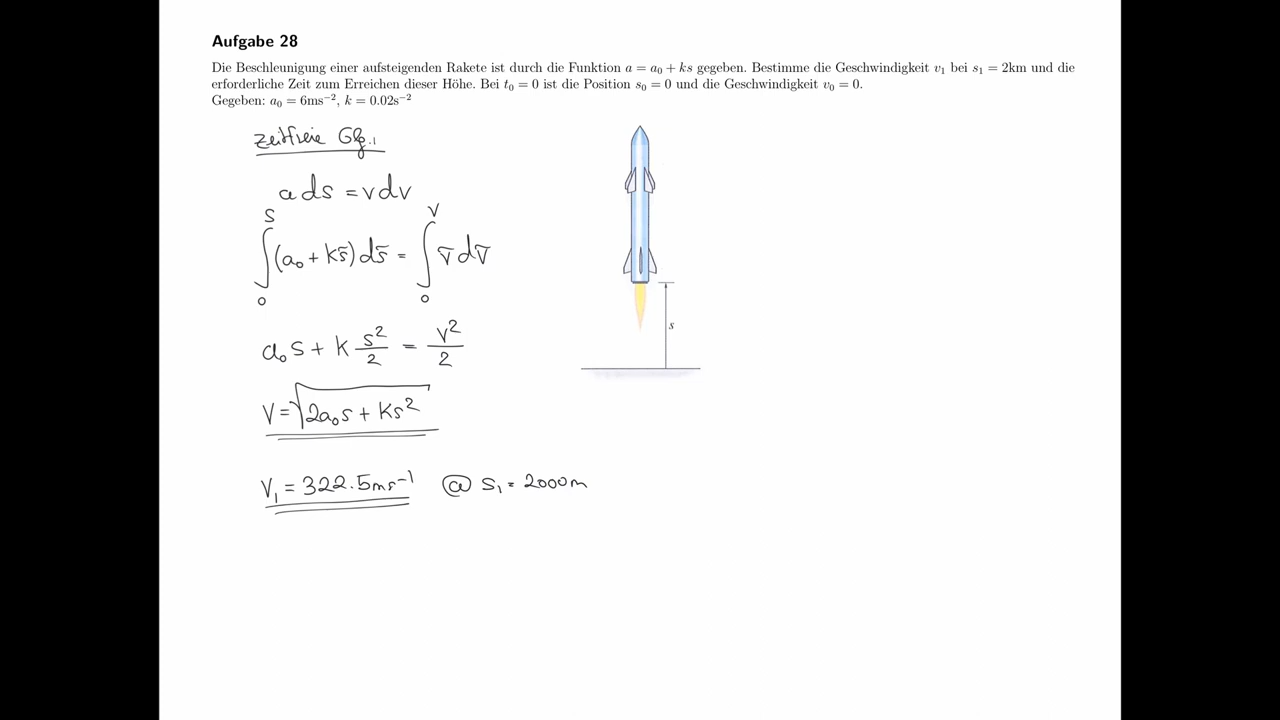 Aufgabe 28
Die Beschleunigung einer aufsteigenden Rakete ist durch die Funktion a = a₀ + ks gegeben. Bestimme die Geschwindigkeit v₁ bei s₁ = 2km und die
erforderliche Zeit zum Erreichen dieser Höhe. Bei t₀ = 0 ist die Position s₀ = 0 und die Geschwindigkeit v₀ = 0.
Gegeben: a₀ = 6ms⁻², k = 0.02s⁻²
Zeitfreie Glg.:
a ds = v dv
∫₀ˢ (a₀ + ks̄) ds̄ = ∫₀ⱽ v̄ dv̄
a₀s + k s²/2 = v²/2
v = √(2a₀s + ks²)
v₁ = 322.5ms⁻¹ @ s₁ = 2000m
s